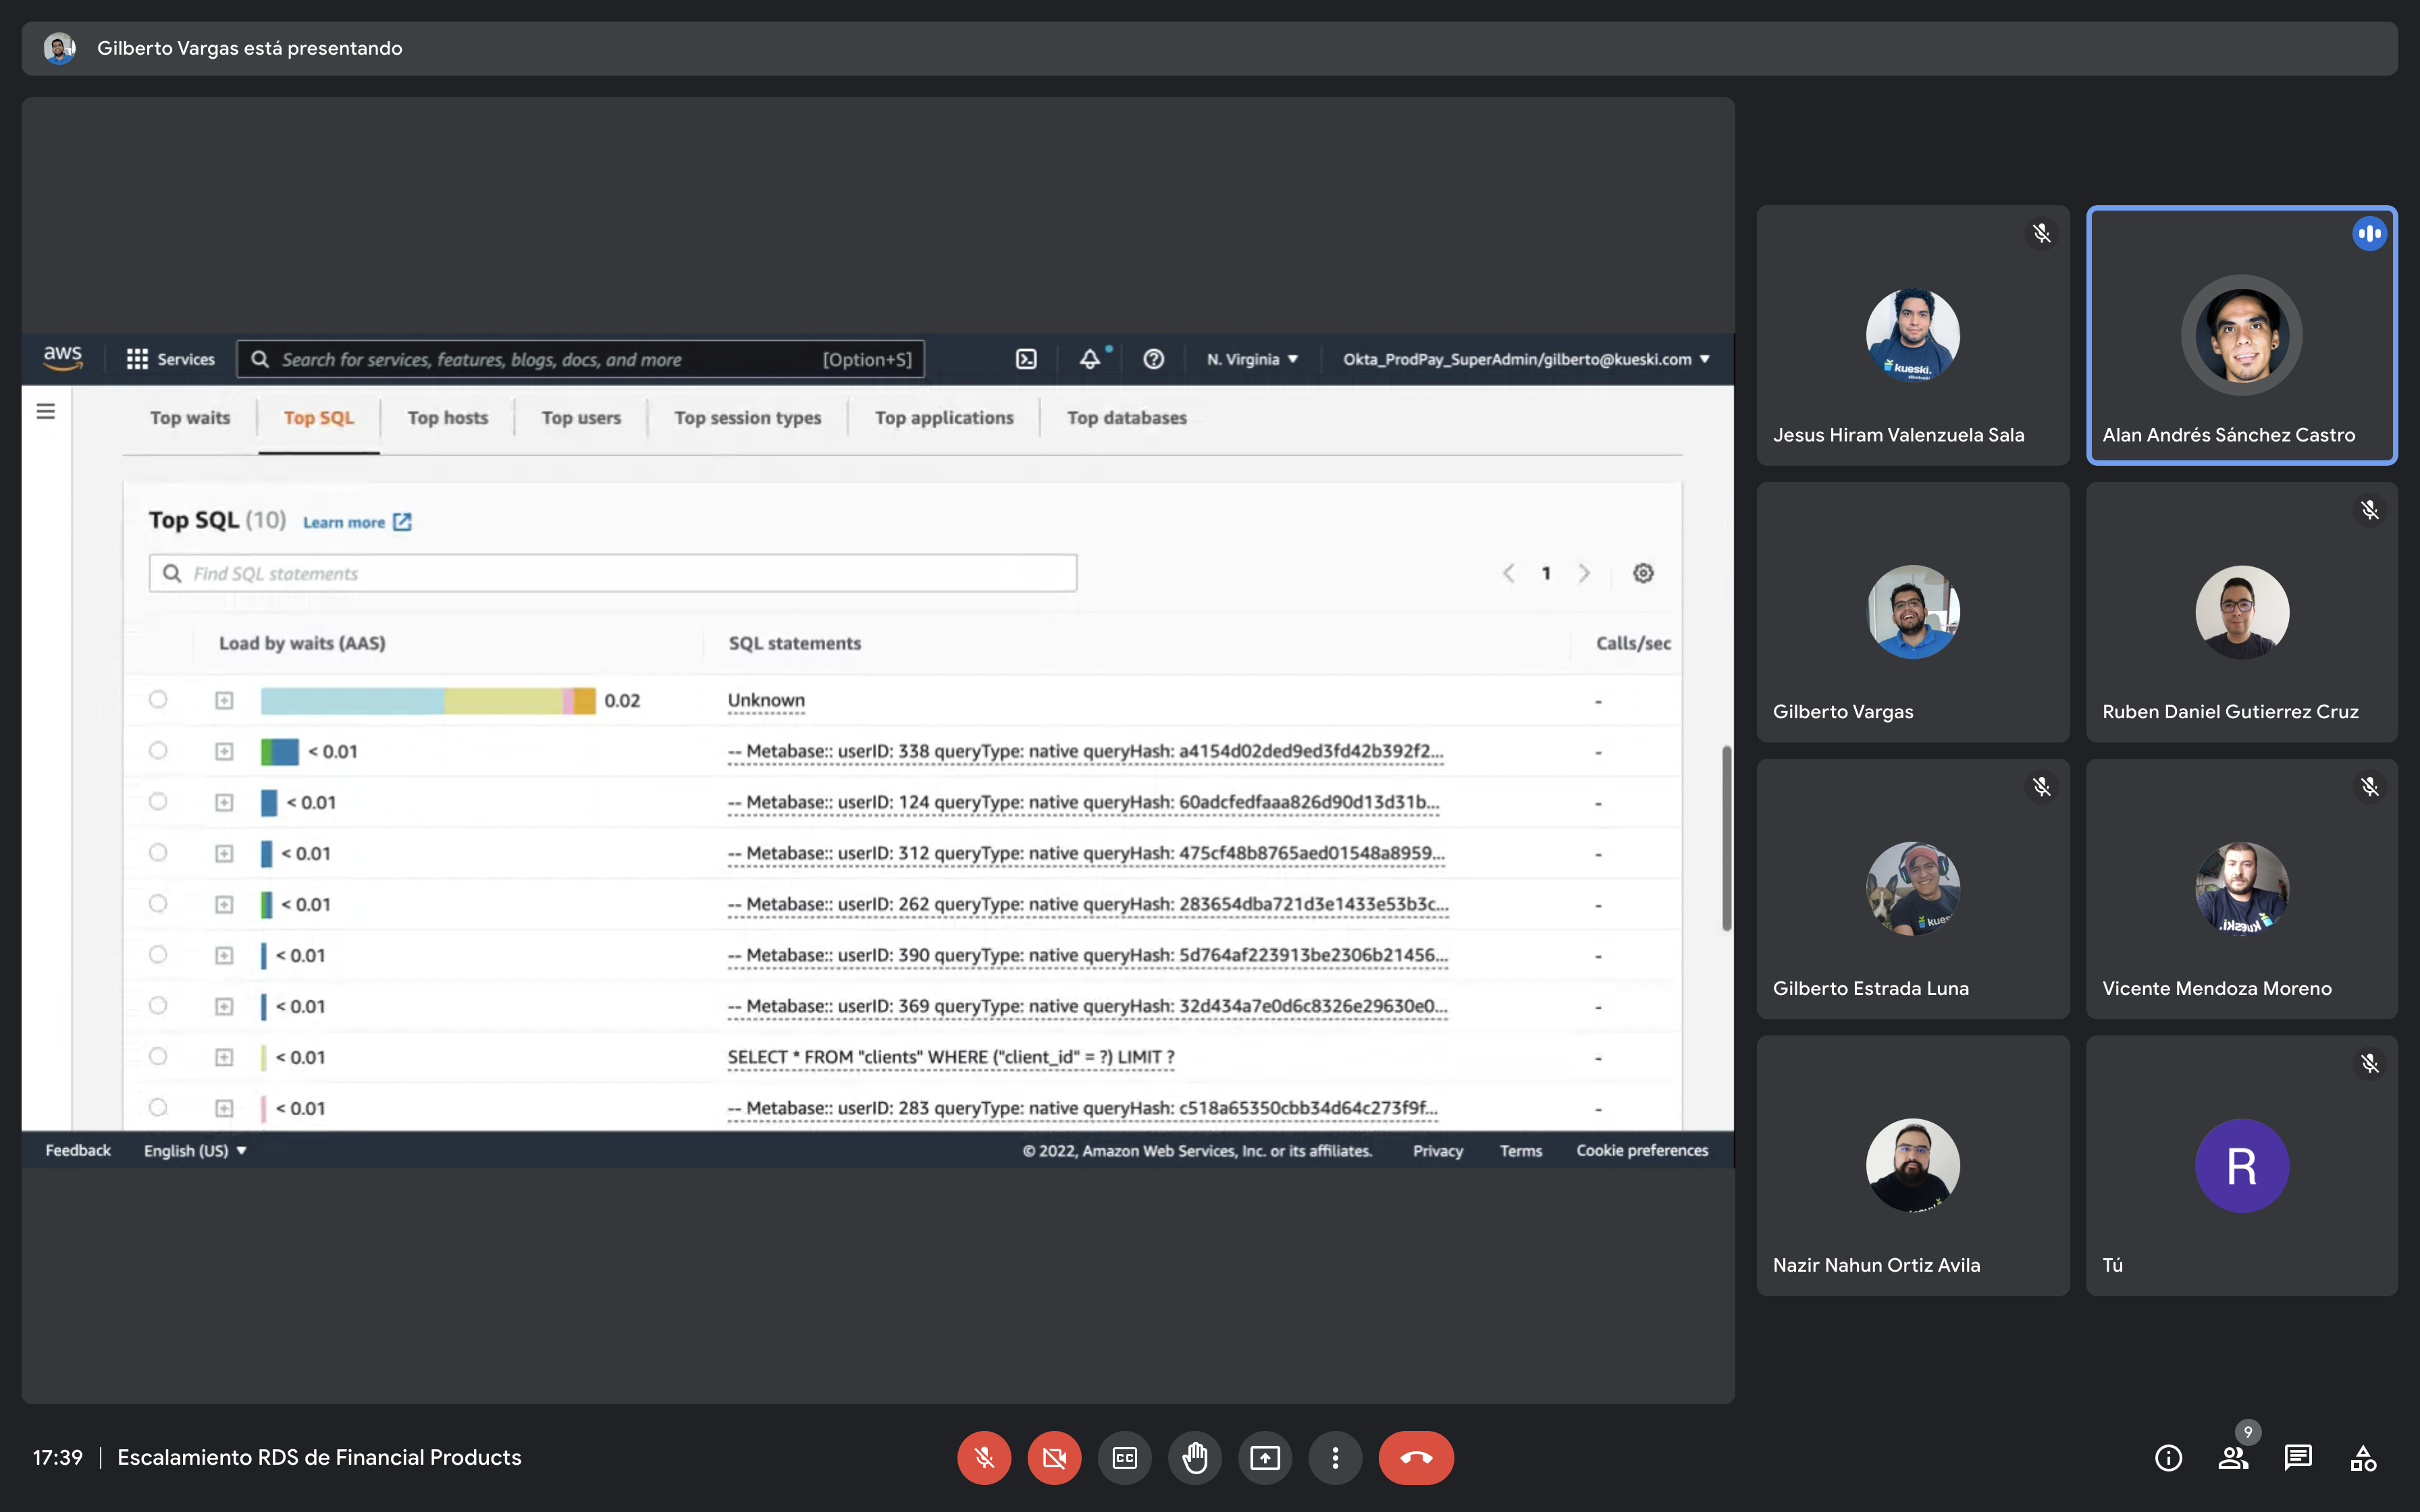 Gilberto Vargas está presentando
aws
Services
Search for services, features, blogs, docs, and more
[Option+S]
N. Virginia
Okta_ProdPay_SuperAdmin/gilberto@kueski.com
Top waits
Top SQL
Top hosts
Top users
Top session types
Top applications
Top databases
Top SQL (10)
Learn more
Find SQL statements
1
Load by waits (AAS)
SQL statements
Calls/sec
0.02
Unknown
-
< 0.01
-- Metabase:: userID: 338 queryType: native queryHash: a4154d02ded9ed3fd42b392f2...
-
< 0.01
-- Metabase:: userID: 124 queryType: native queryHash: 60adcfedfaaa826d90d13d31b...
-
< 0.01
-- Metabase:: userID: 312 queryType: native queryHash: 475cf48b8765aed01548a8959...
-
< 0.01
-- Metabase:: userID: 262 queryType: native queryHash: 283654dba721d3e1433e53b3c...
-
< 0.01
-- Metabase:: userID: 390 queryType: native queryHash: 5d764af223913be2306b21456...
-
< 0.01
-- Metabase:: userID: 369 queryType: native queryHash: 32d434a7e0d6c8326e29630e0...
-
< 0.01
SELECT * FROM "clients" WHERE ("client_id" = ?) LIMIT ?
-
< 0.01
-- Metabase:: userID: 283 queryType: native queryHash: c518a65350cbb34d64c273f9f...
-
Feedback
English (US)
© 2022, Amazon Web Services, Inc. or its affiliates.
Privacy
Terms
Cookie preferences
kueski.
Jesus Hiram Valenzuela Sala
Alan Andrés Sánchez Castro
Gilberto Vargas
Ruben Daniel Gutierrez Cruz
Gilberto Estrada Luna
kueski.
Vicente Mendoza Moreno
Nazir Nahun Ortiz Avila
R
Tú
17:39
Escalamiento RDS de Financial Products
CC
9